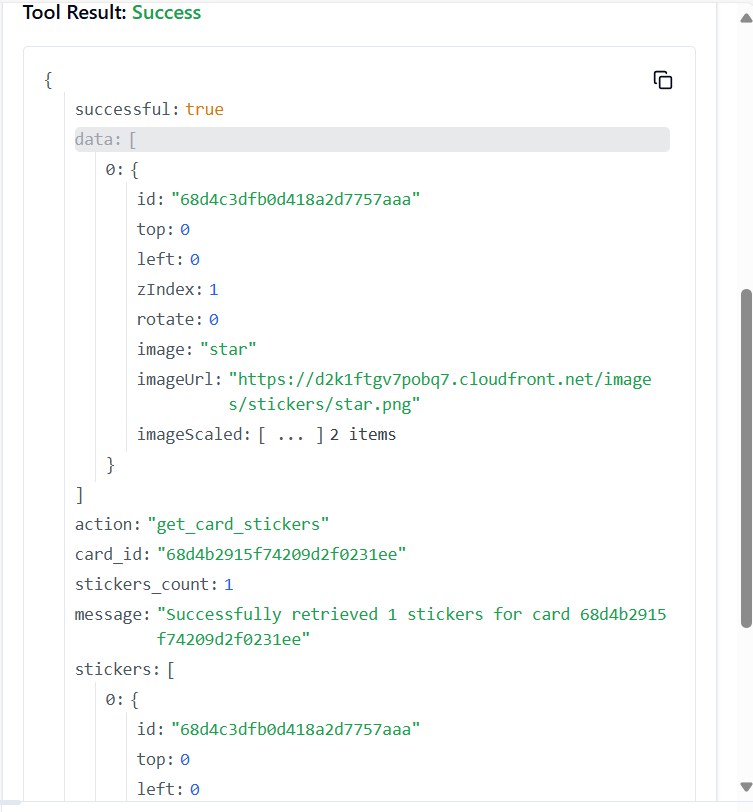 Tool Result: Success
{
successful: true
data: [
0: {
id: "68d4c3dfb0d418a2d7757aaa"
top: 0
left: 0
zIndex: 1
rotate: 0
image: "star"
imageUrl: "https://d2k1ftgv7pobq7.cloudfront.net/image
s/stickers/star.png"
imageScaled: [ ... ] 2 items
}
]
action: "get_card_stickers"
card_id: "68d4b2915f74209d2f0231ee"
stickers_count: 1
message: "Successfully retrieved 1 stickers for card 68d4b2915
f74209d2f0231ee"
stickers: [
0: {
id: "68d4c3dfb0d418a2d7757aaa"
top: 0
left: 0